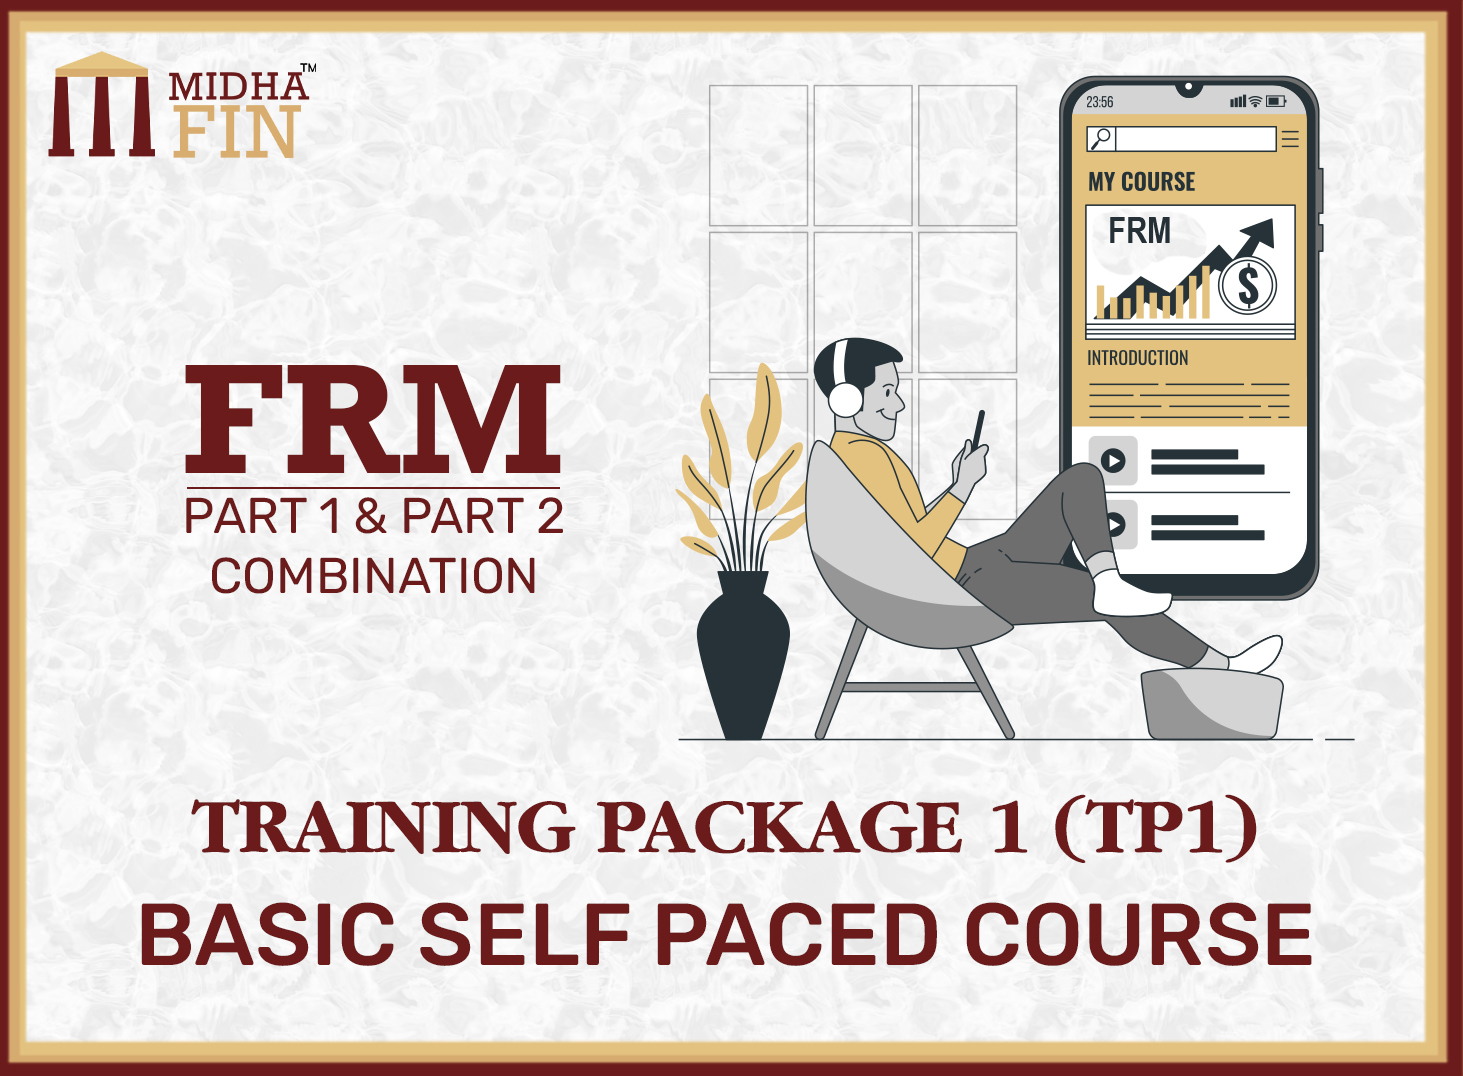 MIDHA™
FIN
23:56
MY COURSE
FRM
$
INTRODUCTION
FRM
PART 1 & PART 2
COMBINATION
TRAINING PACKAGE 1 (TP1)
BASIC SELF PACED COURSE